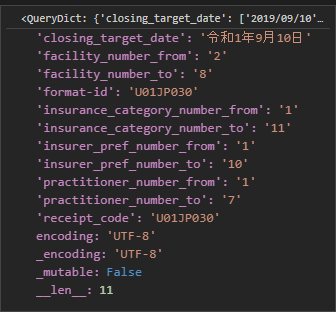 <QueryDict: {'closing_target_date': ['2019/09/10'…
'closing_target_date': '令和1年9月10日'
'facility_number_from': '2'
'facility_number_to': '8'
'format-id': 'U01JP030'
'insurance_category_number_from': '1'
'insurance_category_number_to': '11'
'insurer_pref_number_from': '1'
'insurer_pref_number_to': '10'
'practitioner_number_from': '1'
'practitioner_number_to': '7'
'receipt_code': 'U01JP030'
encoding: 'UTF-8'
_encoding: 'UTF-8'
_mutable: False
__len__: 11